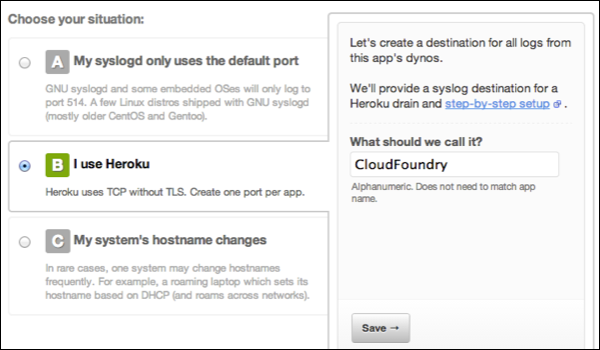 Choose your situation:
A My syslogd only uses the default port
GNU syslogd and some embedded OSes will only log to
port 514. A few Linux distros shipped with GNU syslogd
(mostly older CentOS and Gentoo).
B I use Heroku
Heroku uses TCP without TLS. Create one port per app.
C My system's hostname changes
In rare cases, one system may change hostnames
frequently. For example, a roaming laptop which sets its
hostname based on DHCP (and roams across networks).
Let's create a destination for all logs from
this app's dynos.
We'll provide a syslog destination for a
Heroku drain and step-by-step setup .
What should we call it?
CloudFoundry
Alphanumeric. Does not need to match app
name.
Save →